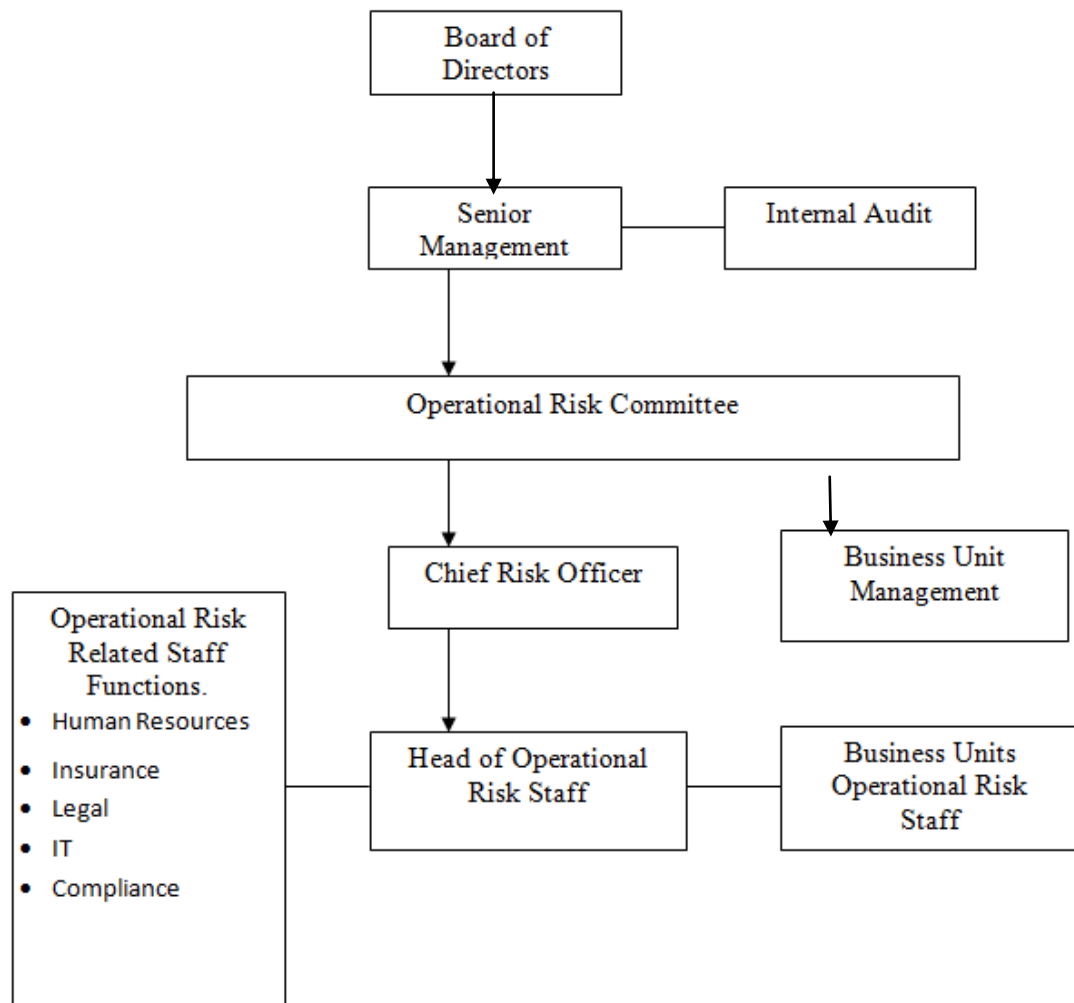 Board of
Directors
Senior
Management
Internal Audit
Operational Risk Committee
Chief Risk Officer
Business Unit
Management
Operational Risk
Related Staff
Functions.
• Human Resources
• Insurance
• Legal
• IT
• Compliance
Head of Operational
Risk Staff
Business Units
Operational Risk
Staff